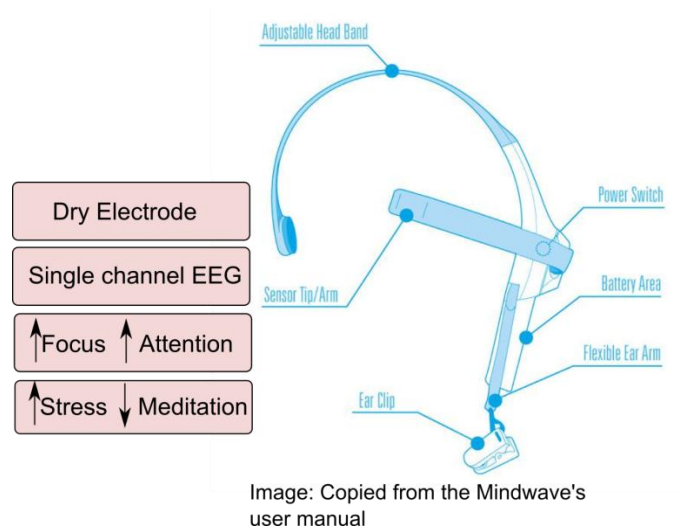 Adjustable Head Band
Dry Electrode
Power Switch
Single channel EEG
Sensor Tip/Arm
Battery Area
↑Focus ↑ Attention
Flexible Ear Arm
↑Stress ↓ Meditation
Ear Clip
Image: Copied from the Mindwave's
user manual